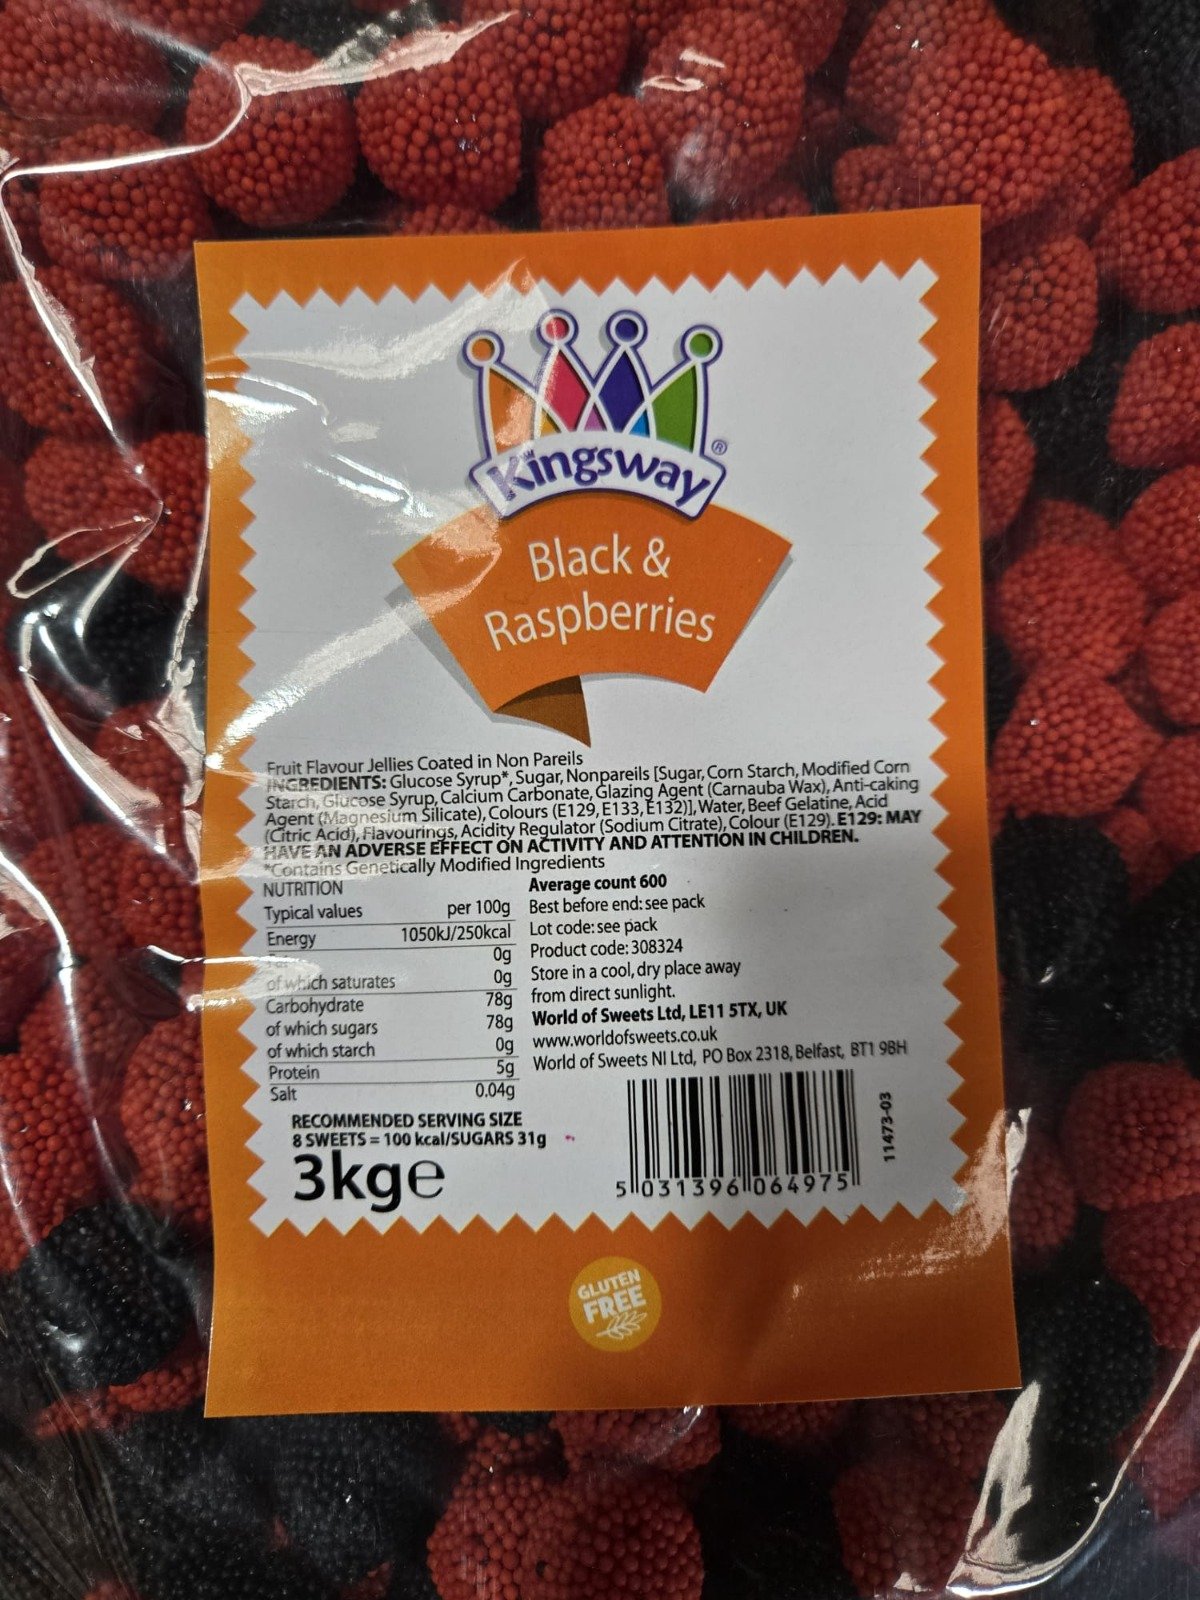 Kingsway®
Black &
Raspberries
Fruit Flavour Jellies Coated in Non Pareils
INGREDIENTS: Glucose Syrup*, Sugar, Nonpareils [Sugar, Corn Starch, Modified Corn
Starch, Glucose Syrup, Calcium Carbonate, Glazing Agent (Carnauba Wax), Anti-caking
Agent (Magnesium Silicate), Colours (E129, E133, E132)], Water, Beef Gelatine, Acid
(Citric Acid), Flavourings, Acidity Regulator (Sodium Citrate), Colour (E129). E129: MAY
HAVE AN ADVERSE EFFECT ON ACTIVITY AND ATTENTION IN CHILDREN.
*Contains Genetically Modified Ingredients
NUTRITION
Typical values per 100g
Energy 1050kJ/250kcal
0g
of which saturates 0g
Carbohydrate 78g
of which sugars 78g
of which starch 0g
Protein 5g
Salt 0.04g
RECOMMENDED SERVING SIZE
8 SWEETS = 100 kcal/SUGARS 31g
3kg℮
Average count 600
Best before end: see pack
Lot code: see pack
Product code: 308324
Store in a cool, dry place away
from direct sunlight.
World of Sweets Ltd, LE11 5TX, UK
www.worldofsweets.co.uk
World of Sweets NI Ltd, PO Box 2318, Belfast, BT1 9BH
5 031396 064975
11473-03
GLUTEN
FREE